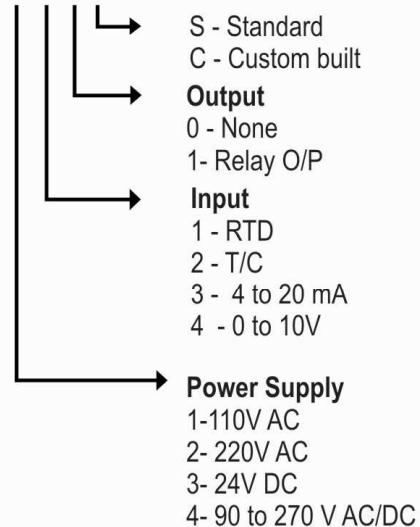 S - Standard
C - Custom built
Output
0 - None
1- Relay O/P
Input
1 - RTD
2 - T/C
3 - 4 to 20 mA
4 - 0 to 10V
Power Supply
1-110V AC
2- 220V AC
3- 24V DC
4- 90 to 270 V AC/DC